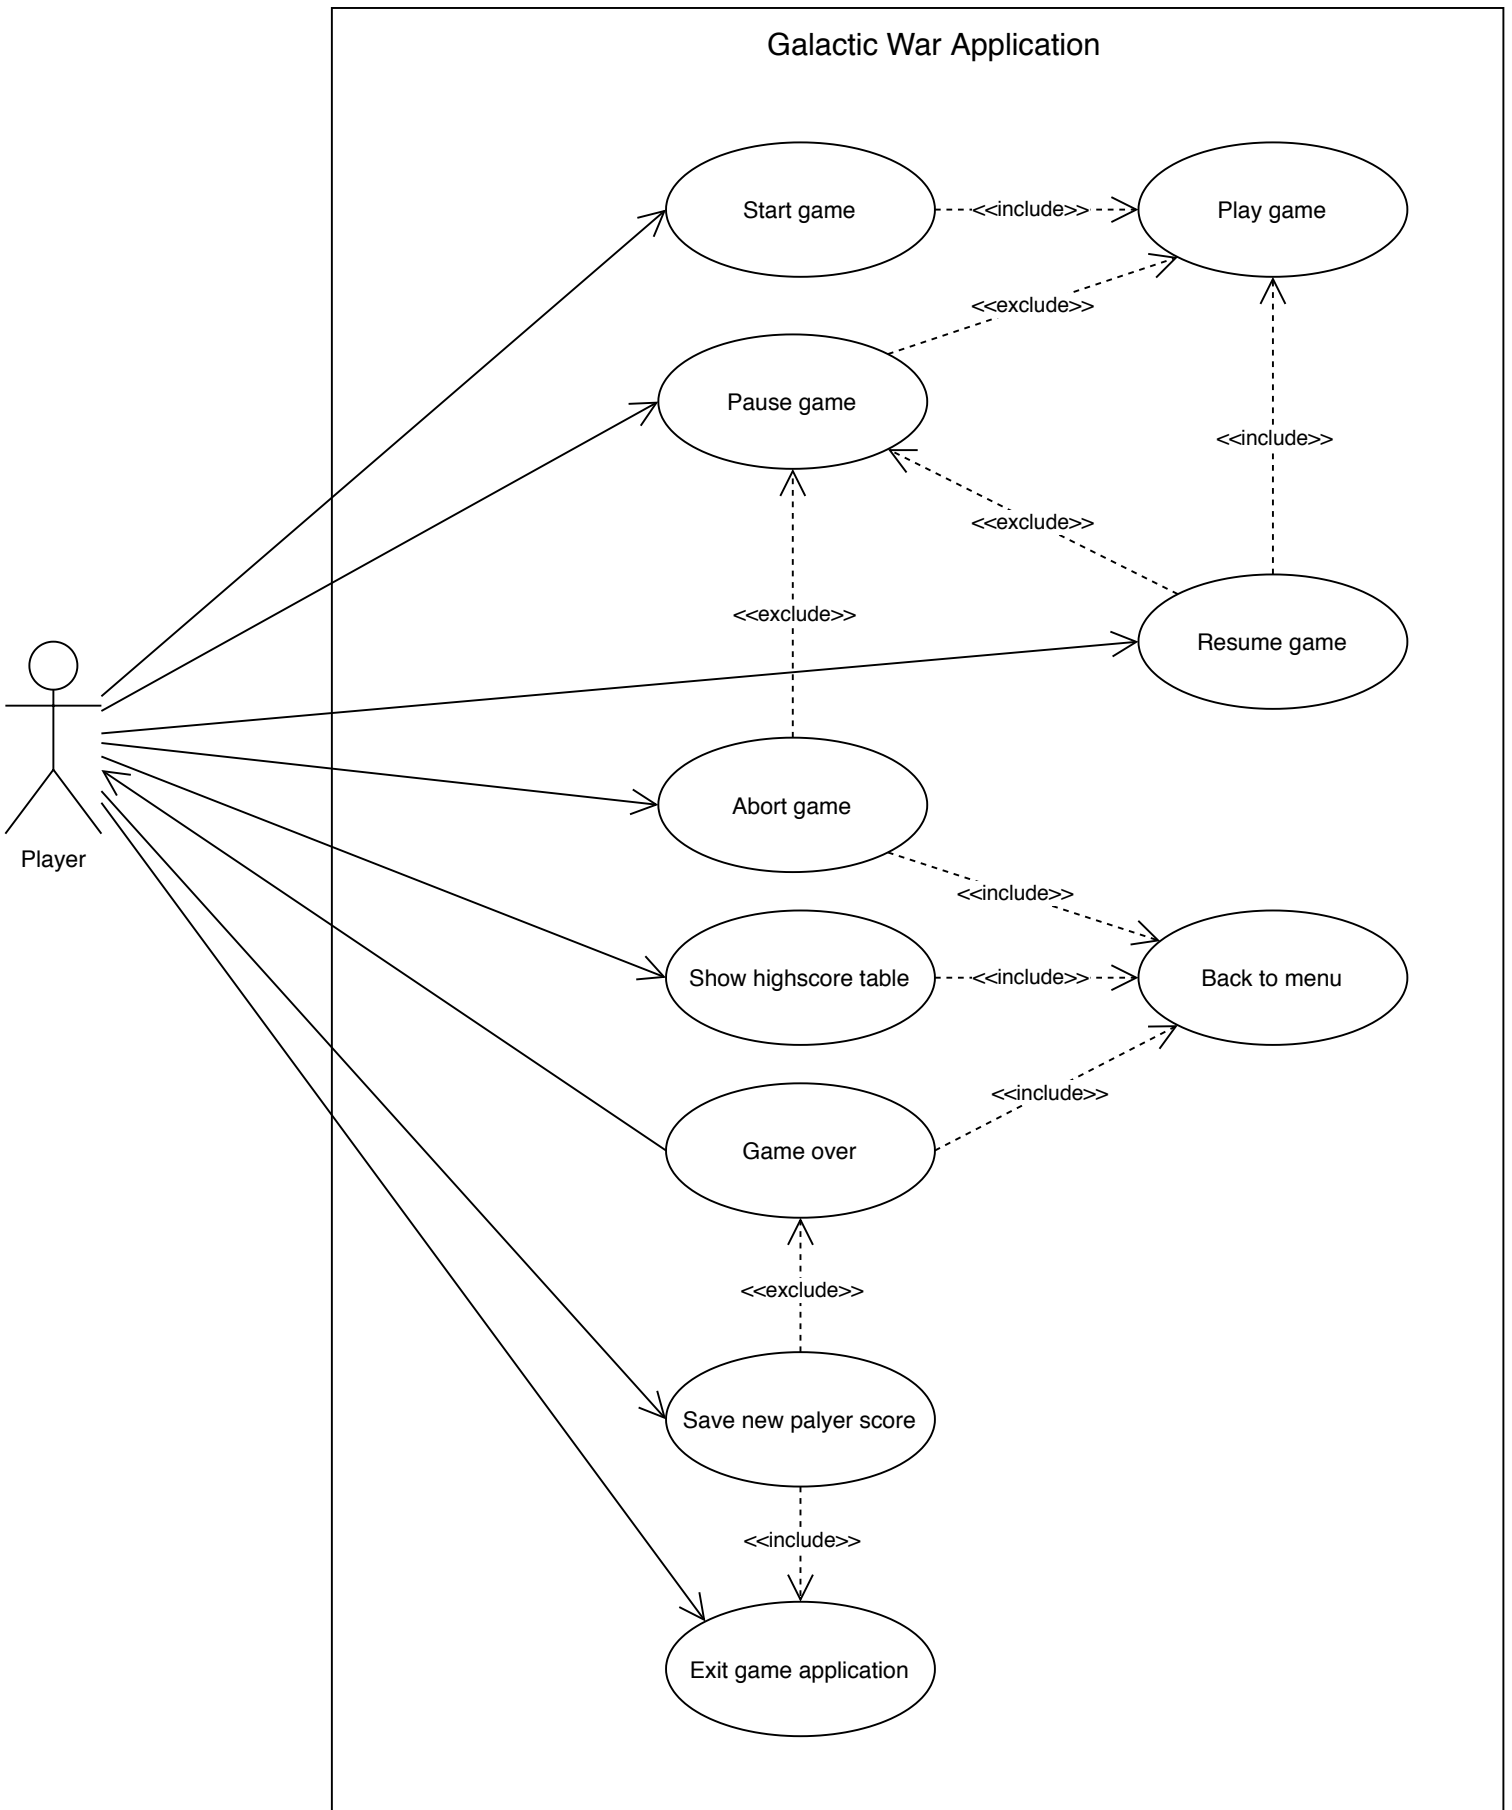 Galactic War Application
Start game
<<include>>
Play game
<<exclude>>
Pause game
<<include>>
<<exclude>>
<<exclude>>
Resume game
Abort game
Player
<<include>>
Show highscore table
<<include>>
Back to menu
<<include>>
Game over
<<exclude>>
Save new palyer score
<<include>>
Exit game application